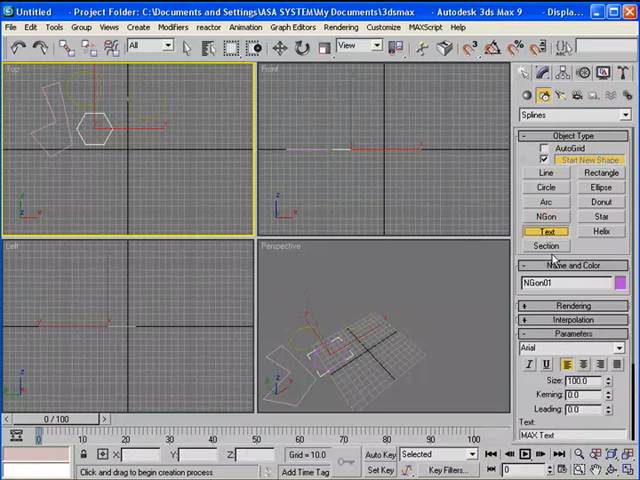 Untitled - Project Folder: C:\Documents and Settings\ASA SYSTEM\My Documents\3dsmax - Autodesk 3ds Max 9 - Displa...
File Edit Tools Group Views Create Modifiers reactor Animation Graph Editors Rendering Customize MAXScript Help
All View
Top Front
Left Perspective
Splines
Object Type
AutoGrid
Start New Shape
Line Rectangle
Circle Ellipse
Arc Donut
NGon Star
Text Helix
Section
Name and Color
NGon01
Rendering
Interpolation
Parameters
Arial
I U
Size: 100.0
Kerning: 0.0
Leading: 0.0
Text:
MAX Text
0 / 100
0 10 20 30 40 50 60 70 80 90 100
X: Y: Z: Grid = 10.0 Auto Key Selected
Click and drag to begin creation process Add Time Tag Set Key Key Filters... 0